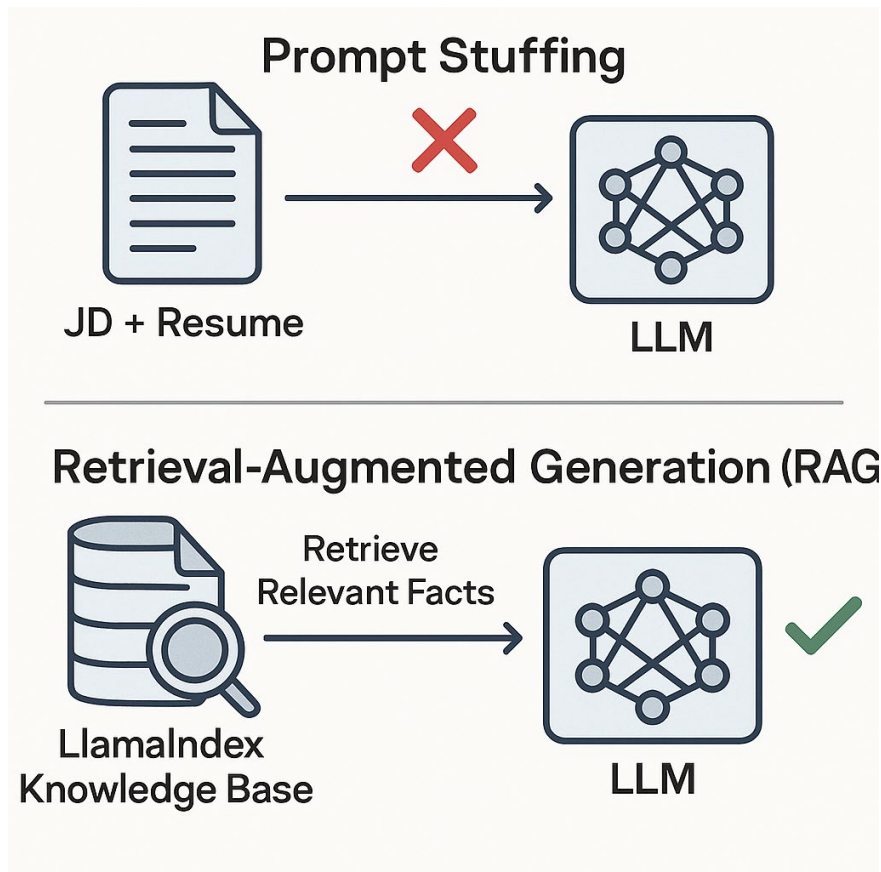 Prompt Stuffing
JD + Resume
LLM
Retrieval-Augmented Generation (RAG
Retrieve
Relevant Facts
LlamaIndex
Knowledge Base
LLM